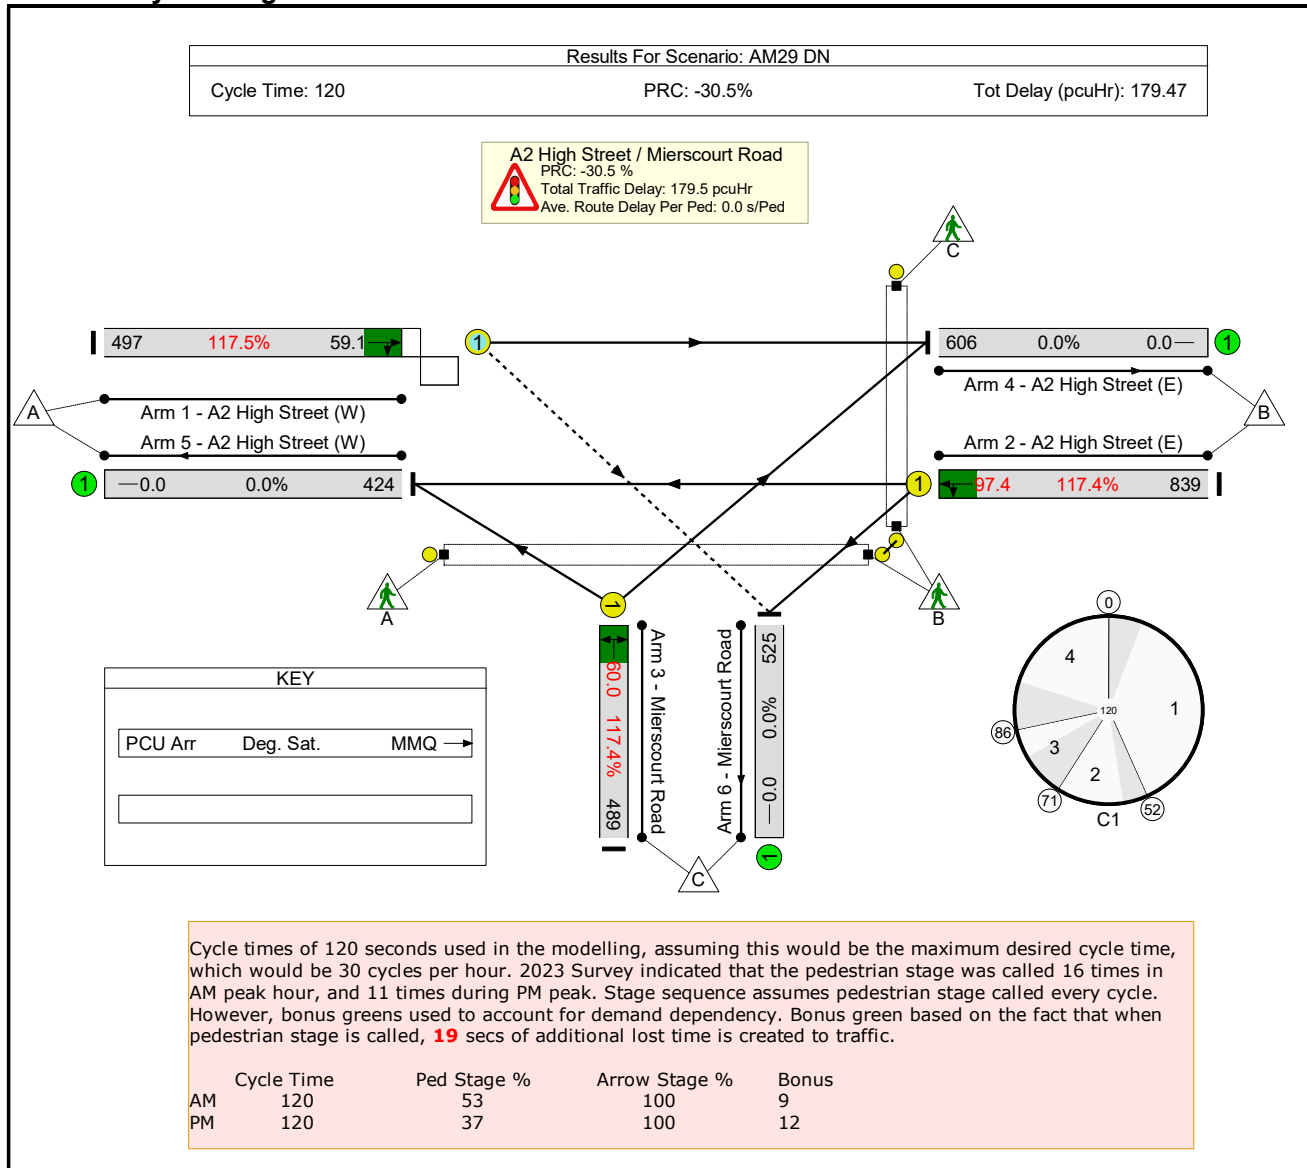 Results For Scenario: AM29 DN
Cycle Time: 120 PRC: -30.5% Tot Delay (pcuHr): 179.47
A2 High Street / Mierscourt Road
PRC: -30.5 %
Total Traffic Delay: 179.5 pcuHr
Ave. Route Delay Per Ped: 0.0 s/Ped
C
497 117.5% 59.1
1
606 0.0% 0.0
1
Arm 4 - A2 High Street (E)
A
Arm 1 - A2 High Street (W)
B
Arm 5 - A2 High Street (W)
Arm 2 - A2 High Street (E)
1
0.0 0.0% 424
1
97.4 117.4% 839
A
B
1
60.0 117.4% 489
Arm 3 - Mierscourt Road
Arm 6 - Mierscourt Road
0.0 0.0% 525
1
C
0
4
1
120
86
3
2
71
52
C1
KEY
PCU Arr Deg. Sat. MMQ
Cycle times of 120 seconds used in the modelling, assuming this would be the maximum desired cycle time,
which would be 30 cycles per hour. 2023 Survey indicated that the pedestrian stage was called 16 times in
AM peak hour, and 11 times during PM peak. Stage sequence assumes pedestrian stage called every cycle.
However, bonus greens used to account for demand dependency. Bonus green based on the fact that when
pedestrian stage is called, 19 secs of additional lost time is created to traffic.
Cycle Time Ped Stage % Arrow Stage % Bonus
AM 120 53 100 9
PM 120 37 100 12